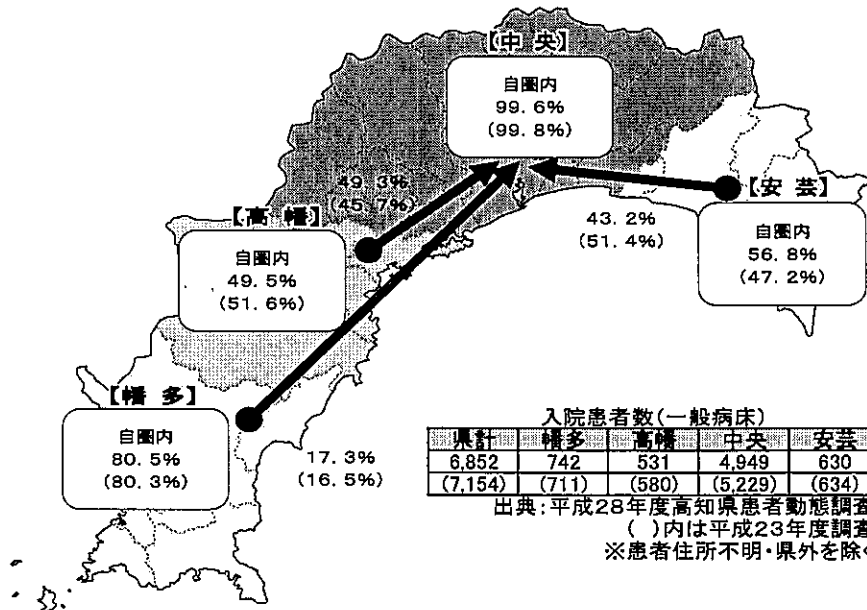 【中 央】
自圏内
99.6%
(99.8%)
49.3%
(45.7%)
【高 幡】
自圏内
49.5%
(51.6%)
【安 芸】
自圏内
56.8%
(47.2%)
43.2%
(51.4%)
【幡 多】
自圏内
80.5%
(80.3%)
17.3%
(16.5%)
入院患者数(一般病床)
県計 幡多 高幡 中央 安芸
6,852 742 531 4,949 630
(7,154) (711) (580) (5,229) (634)
出典:平成28年度高知県患者動態調査
( )内は平成23年度調査
※患者住所不明・県外を除く